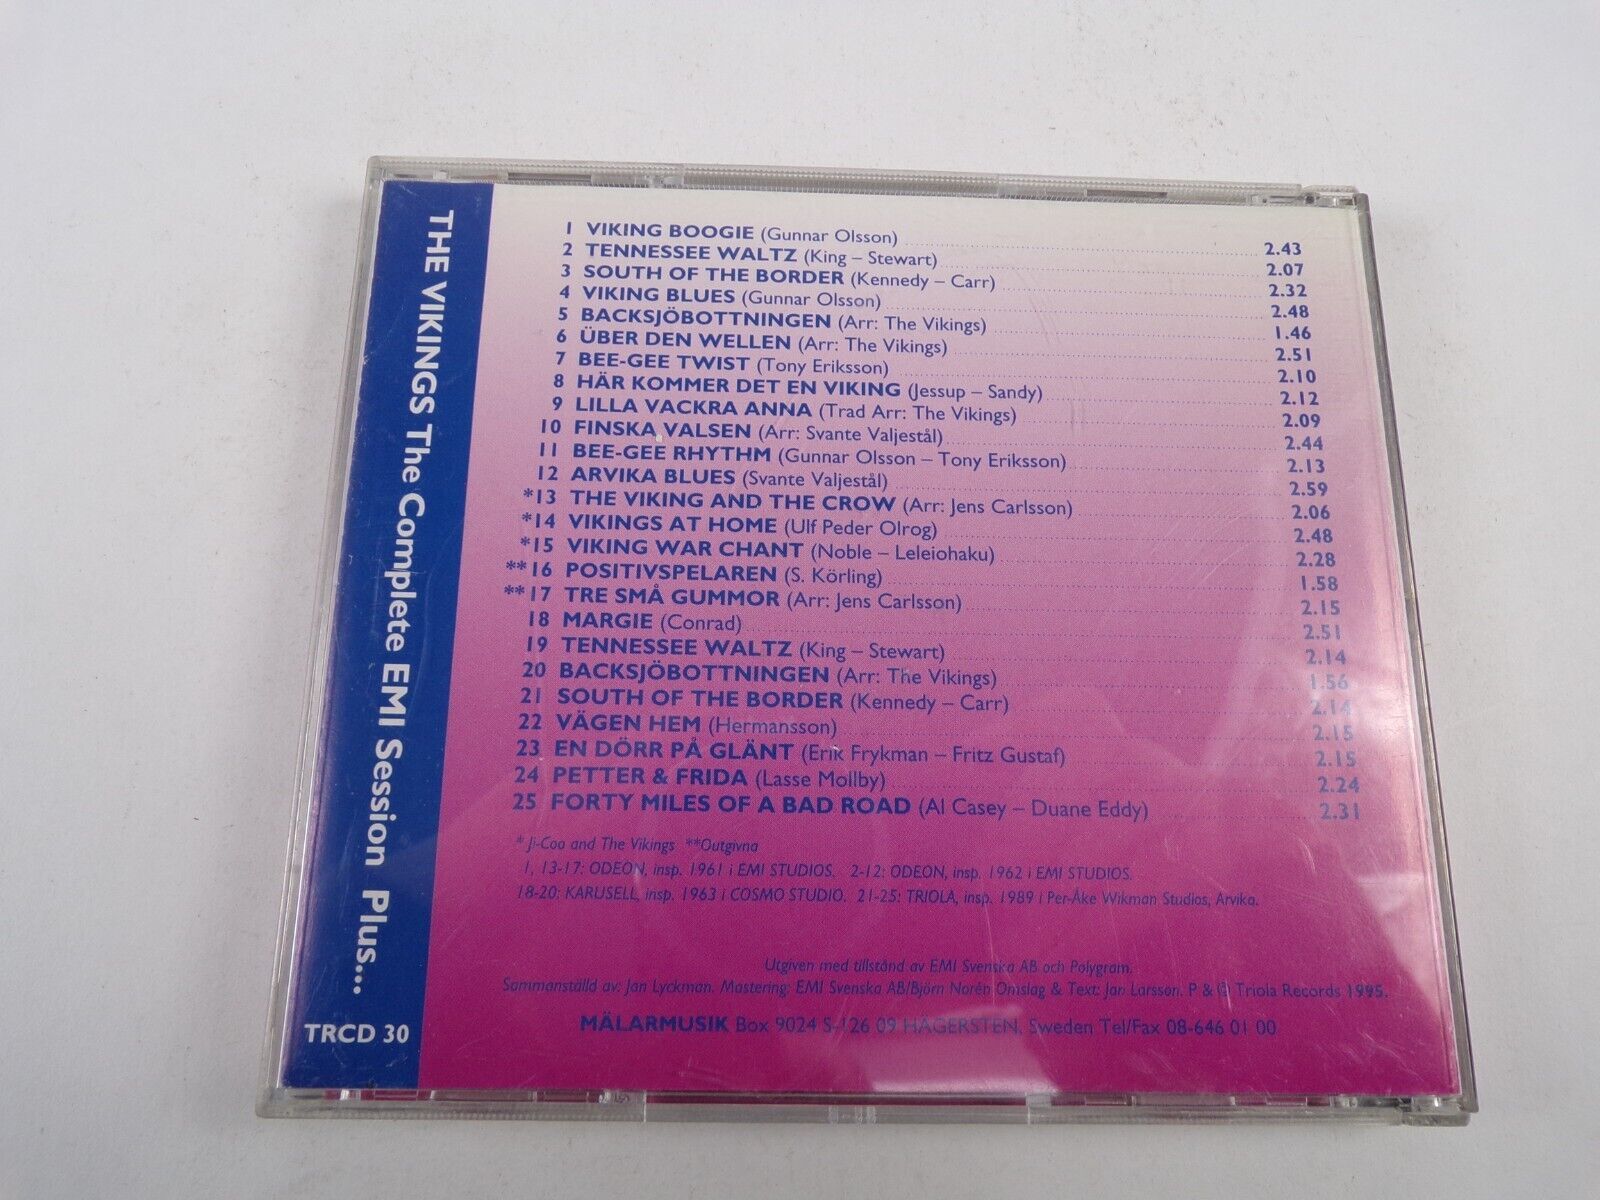 THE VIKINGS The Complete EMI Session Plus...
TRCD 30
1 VIKING BOOGIE (Gunnar Olsson) 2.43
2 TENNESSEE WALTZ (King – Stewart) 2.07
3 SOUTH OF THE BORDER (Kennedy – Carr) 2.32
4 VIKING BLUES (Gunnar Olsson) 2.48
5 BACKSJÖBOTTNINGEN (Arr: The Vikings) 1.46
6 ÜBER DEN WELLEN (Arr: The Vikings) 2.51
7 BEE-GEE TWIST (Tony Eriksson) 2.10
8 HÄR KOMMER DET EN VIKING (Jessup – Sandy) 2.12
9 LILLA VACKRA ANNA (Trad Arr: The Vikings) 2.09
10 FINSKA VALSEN (Arr: Svante Valjestål) 2.44
11 BEE-GEE RHYTHM (Gunnar Olsson – Tony Eriksson) 2.13
12 ARVIKA BLUES (Svante Valjestål) 2.59
*13 THE VIKING AND THE CROW (Arr: Jens Carlsson) 2.06
*14 VIKINGS AT HOME (Ulf Peder Olrog) 2.48
*15 VIKING WAR CHANT (Noble – Leleiohaku) 2.28
**16 POSITIVSPELAREN (S. Körling) 1.58
**17 TRE SMÅ GUMMOR (Arr: Jens Carlsson) 2.15
18 MARGIE (Conrad) 2.51
19 TENNESSEE WALTZ (King – Stewart) 2.14
20 BACKSJÖBOTTNINGEN (Arr: The Vikings) 1.56
21 SOUTH OF THE BORDER (Kennedy – Carr) 2.14
22 VÄGEN HEM (Hermansson) 2.15
23 EN DÖRR PÅ GLÄNT (Erik Frykman – Fritz Gustaf) 2.15
24 PETTER & FRIDA (Lasse Mollby) 2.24
25 FORTY MILES OF A BAD ROAD (Al Casey – Duane Eddy) 2.31
* Ji-Coo and The Vikings **Outgivna
1, 13-17: ODEON, insp. 1961 i EMI STUDIOS. 2-12: ODEON, insp. 1962 i EMI STUDIOS.
18-20: KARUSELL, insp. 1963 i COSMO STUDIO. 21-25: TRIOLA, insp. 1989 i Per-Åke Wikman Studios, Arvika.
Utgiven med tillstånd av EMI Svenska AB och Polygram.
Sammanställd av: Jan Lyckman. Mastering: EMI Svenska AB/Björn Norén Omslag & Text: Jan Larsson. P & © Triola Records 1995.
MÄLARMUSIK Box 9024 S-126 09 HÄGERSTEN. Sweden Tel/Fax 08-646 01 00